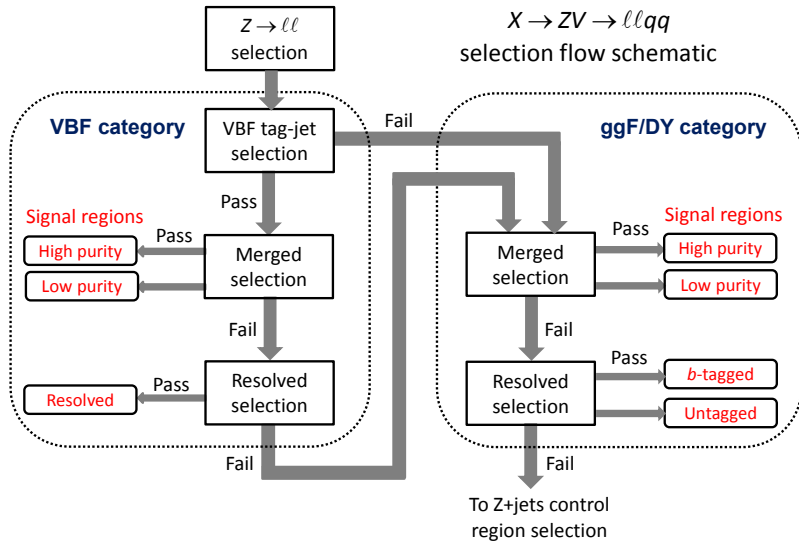 Z → ℓℓ
selection
X → ZV → ℓℓqq
selection flow schematic
VBF category
VBF tag-jet
selection
Fail
ggF/DY category
Pass
Signal regions
High purity
Low purity
Pass
Merged
selection
Fail
Resolved
Pass
Resolved
selection
Fail
Merged
selection
Pass
Signal regions
High purity
Low purity
Fail
Resolved
selection
Pass
b-tagged
Untagged
Fail
To Z+jets control
region selection